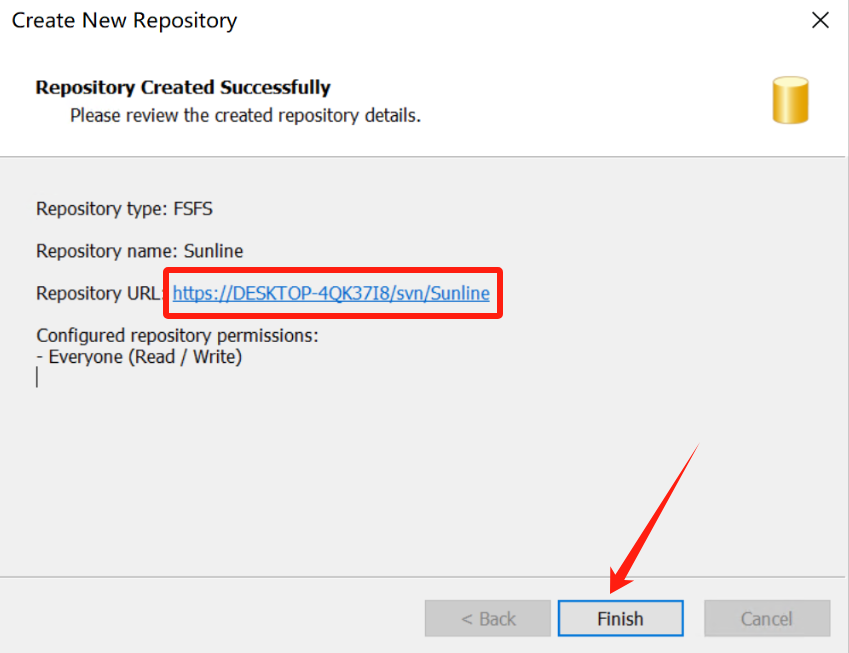 Create New Repository
Repository Created Successfully
Please review the created repository details.
Repository type: FSFS
Repository name: Sunline
Repository URL: https://DESKTOP-4QK37I8/svn/Sunline
Configured repository permissions:
- Everyone (Read / Write)
< Back
Finish
Cancel